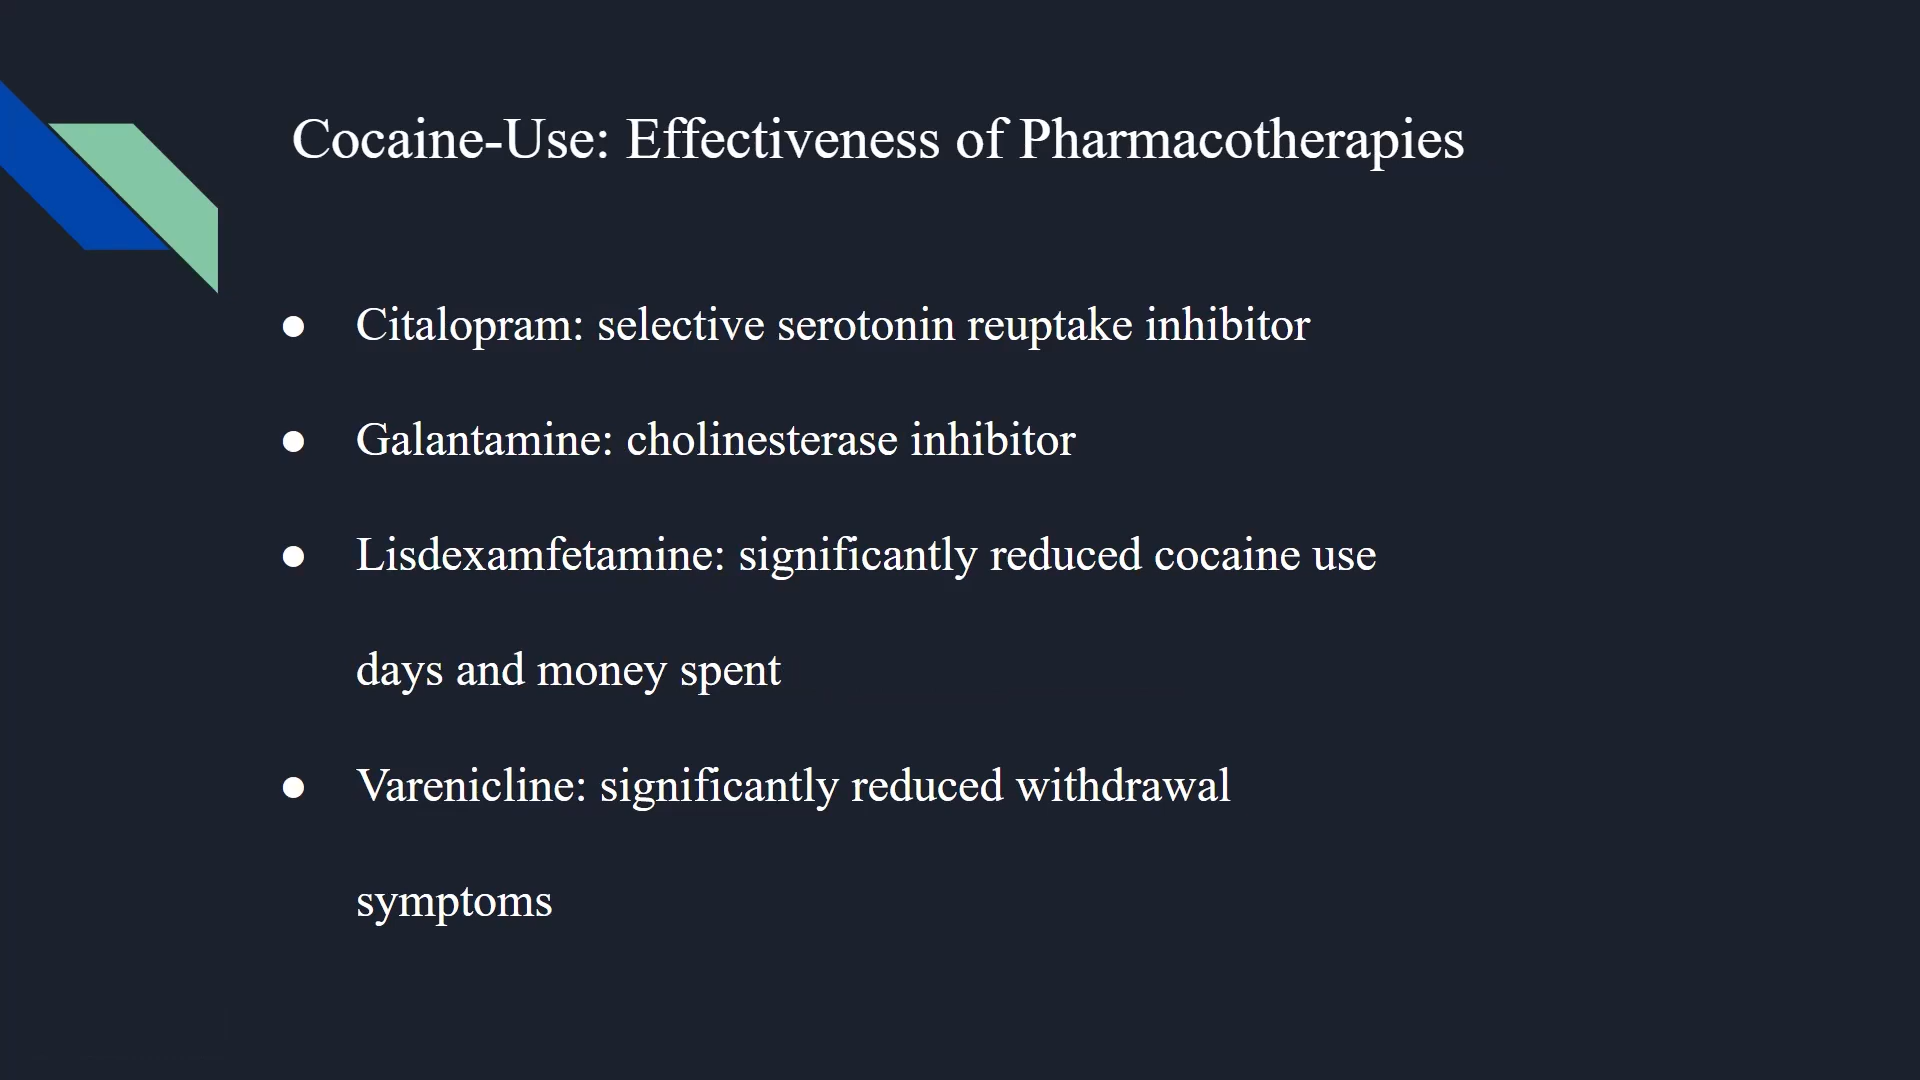 Cocaine-Use: Effectiveness of Pharmacotherapies
● Citalopram: selective serotonin reuptake inhibitor
● Galantamine: cholinesterase inhibitor
● Lisdexamfetamine: significantly reduced cocaine use
days and money spent
● Varenicline: significantly reduced withdrawal
symptoms